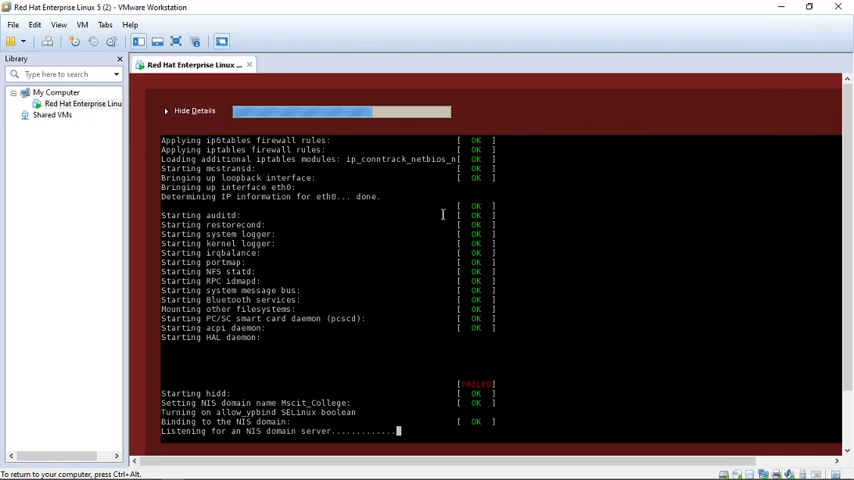 Red Hat Enterprise Linux 5 (2) - VMware Workstation
File Edit View VM Tabs Help
Library
Type here to search
My Computer
Red Hat Enterprise Linu
Shared VMs
Red Hat Enterprise Linux ...
Hide Details
Applying ip6tables firewall rules: [ OK ]
Applying iptables firewall rules: [ OK ]
Loading additional iptables modules: ip_conntrack_netbios_n[ OK ]
Starting mcstransd: [ OK ]
Bringing up loopback interface: [ OK ]
Bringing up interface eth0:
Determining IP information for eth0... done.
[ OK ]
Starting auditd: [ OK ]
Starting restorecond: [ OK ]
Starting system logger: [ OK ]
Starting kernel logger: [ OK ]
Starting irqbalance: [ OK ]
Starting portmap: [ OK ]
Starting NFS statd: [ OK ]
Starting RPC idmapd: [ OK ]
Starting system message bus: [ OK ]
Starting Bluetooth services: [ OK ]
Mounting other filesystems: [ OK ]
Starting PC/SC smart card daemon (pcscd): [ OK ]
Starting acpi daemon: [ OK ]
Starting HAL daemon:
[FAILED]
Starting hidd: [ OK ]
Setting NIS domain name Mscit_College: [ OK ]
Turning on allow_ypbind SELinux boolean
Binding to the NIS domain: [ OK ]
Listening for an NIS domain server.............
To return to your computer, press Ctrl+Alt.